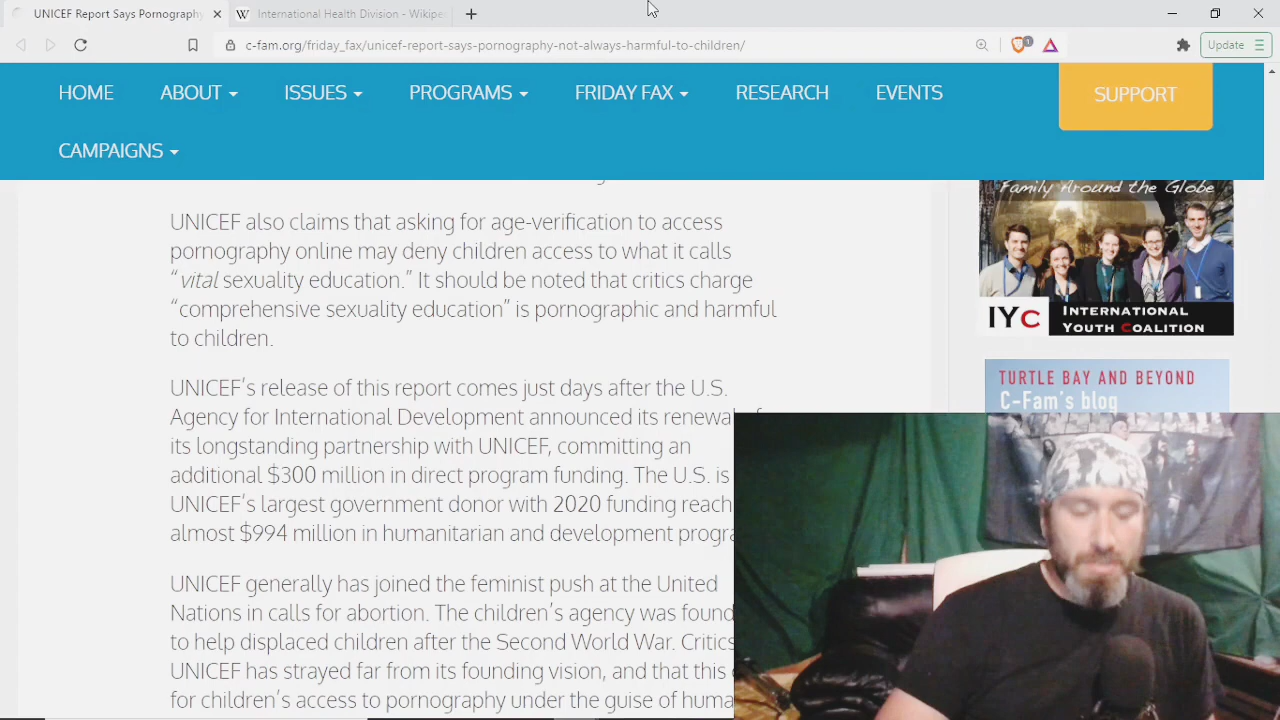 UNICEF Report Says Pornography
International Health Division - Wikipe
c-fam.org/friday_fax/unicef-report-says-pornography-not-always-harmful-to-children/
1
Update
HOME
ABOUT
ISSUES
PROGRAMS
FRIDAY FAX
RESEARCH
EVENTS
SUPPORT
CAMPAIGNS
UNICEF also claims that asking for age-verification to access
pornography online may deny children access to what it calls
“vital sexuality education.” It should be noted that critics charge
“comprehensive sexuality education” is pornographic and harmful
to children.
UNICEF’s release of this report comes just days after the U.S.
Agency for International Development announced its renewal
its longstanding partnership with UNICEF, committing an
additional $300 million in direct program funding. The U.S. is
UNICEF’s largest government donor with 2020 funding reach
almost $994 million in humanitarian and development progra
UNICEF generally has joined the feminist push at the United
Nations in calls for abortion. The children’s agency was found
to help displaced children after the Second World War. Critics
UNICEF has strayed far from its founding vision, and that this
for children’s access to pornography under the guise of huma
Family Around the Globe
IYC INTERNATIONAL
YOUTH COALITION
TURTLE BAY AND BEYOND
C-Fam's blog